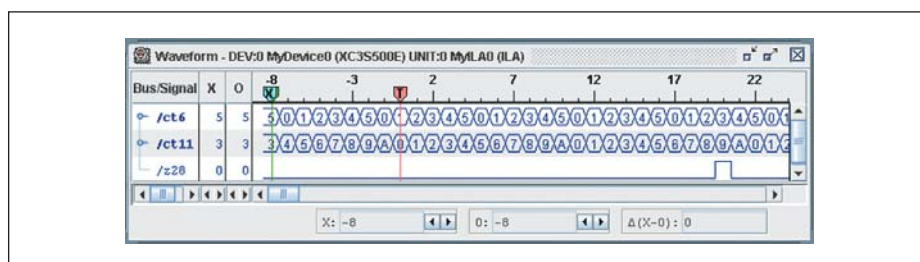 Waveform - DEV:0 MyDevice0 (XC3S500E) UNIT:0 MyILA0 (ILA)
Bus/Signal X O -8 -3 2 7 12 17 22
X T
/ct6 5 5 5 0 1 2 3 4 5 0 1 2 3 4 5 0 1 2 3 4 5 0 1 2 3 4 5 0 1 2 3 4 5 0 1
/ct11 3 3 3 4 5 6 7 8 9 A 0 1 2 3 4 5 6 7 8 9 A 0 1 2 3 4 5 6 7 8 9 A 0 1 2
/z28 0 0
X: -8 O: -8 Δ(X-O): 0